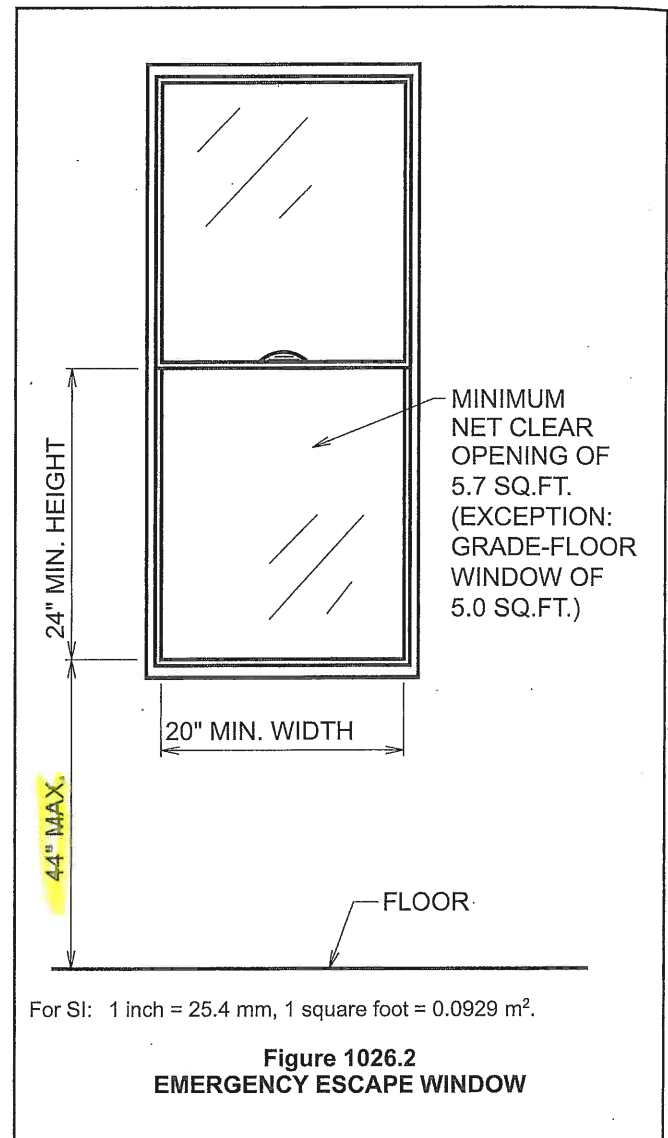 24" MIN. HEIGHT
MINIMUM
NET CLEAR
OPENING OF
5.7 SQ.FT.
(EXCEPTION:
GRADE-FLOOR
WINDOW OF
5.0 SQ.FT.)
20" MIN. WIDTH
44" MAX.
FLOOR
For SI: 1 inch = 25.4 mm, 1 square foot = 0.0929 m².
Figure 1026.2
EMERGENCY ESCAPE WINDOW